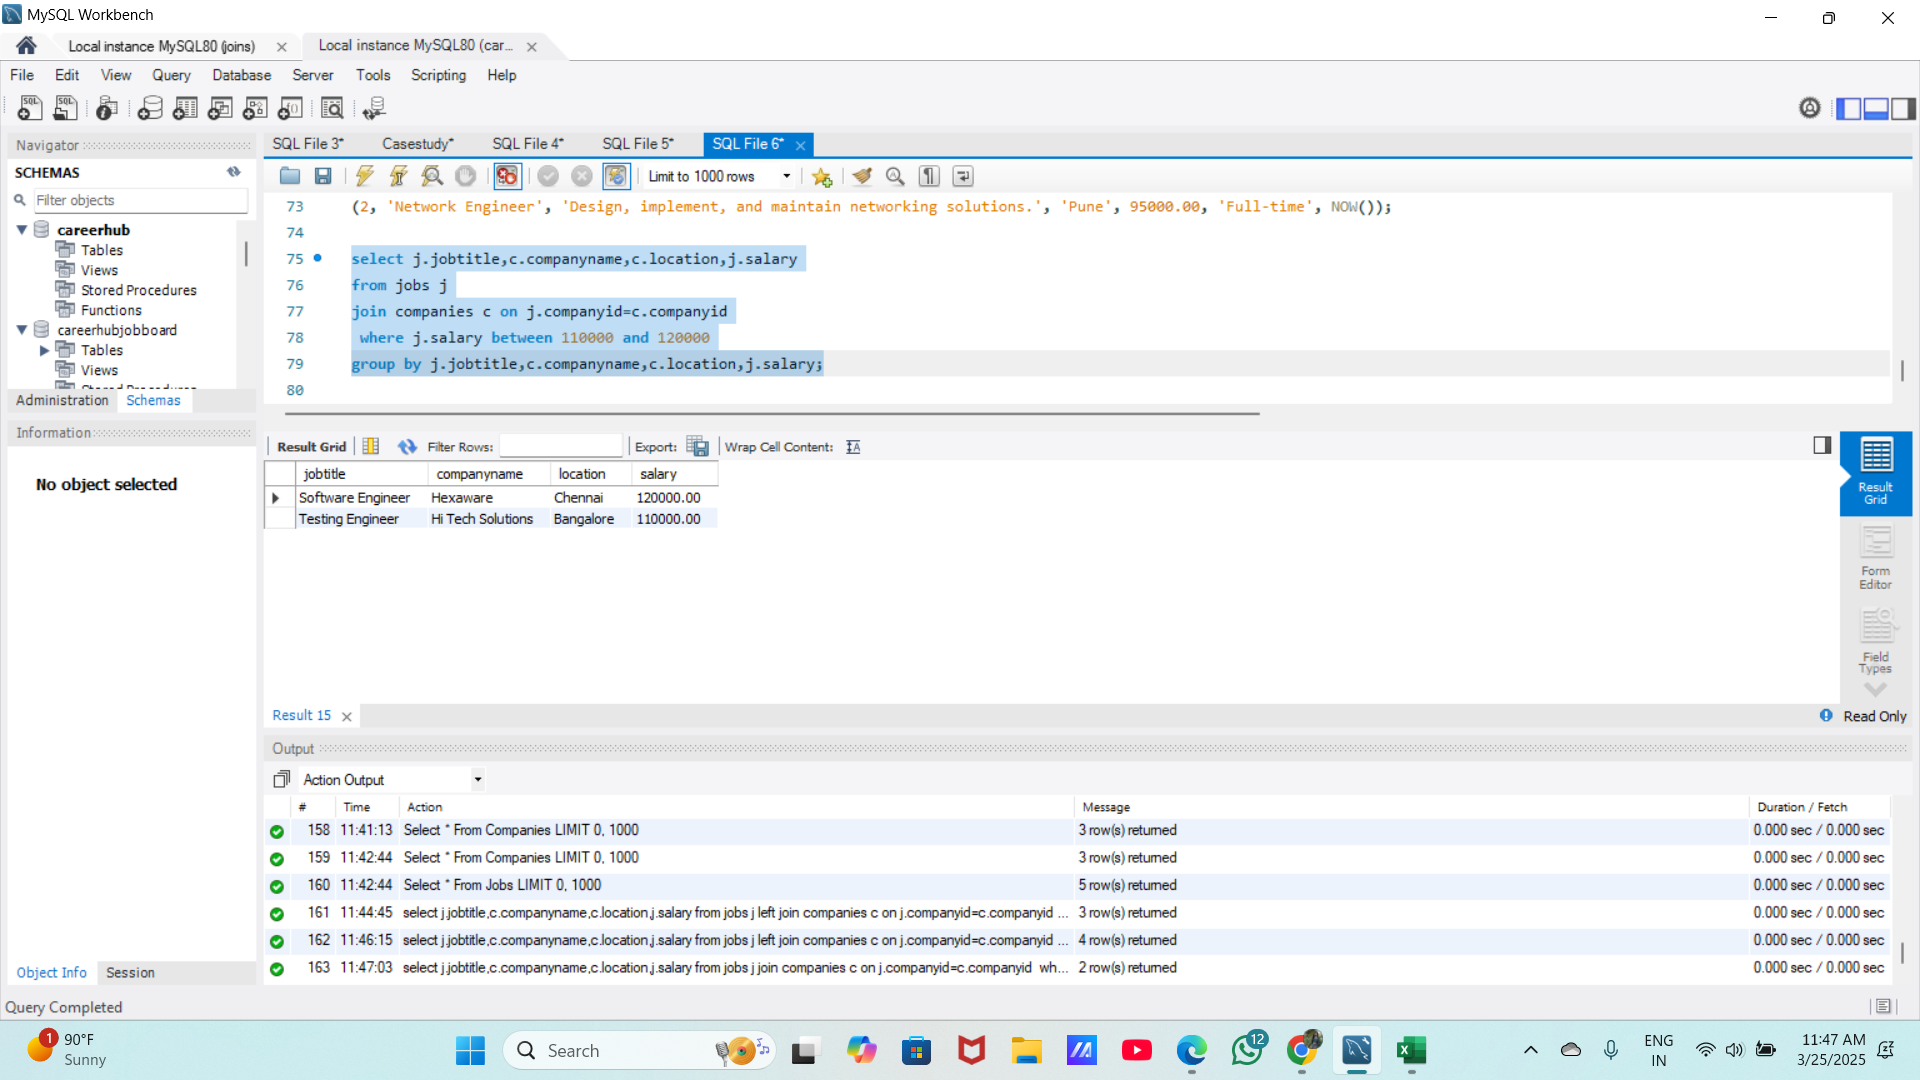 MySQL Workbench
Local instance MySQL80 (joins)
Local instance MySQL80 (car...
File Edit View Query Database Server Tools Scripting Help
Navigator
SQL File 3* Casestudy* SQL File 4* SQL File 5* SQL File 6*
SCHEMAS
Limit to 1000 rows
Filter objects
careerhub
Tables
Views
Stored Procedures
Functions
careerhubjobboard
Tables
Views
Stored Procedures
Administration Schemas
Information
No object selected
73 (2, 'Network Engineer', 'Design, implement, and maintain networking solutions.', 'Pune', 95000.00, 'Full-time', NOW());
74
75 select j.jobtitle,c.companyname,c.location,j.salary
76 from jobs j
77 join companies c on j.companyid=c.companyid
78 where j.salary between 110000 and 120000
79 group by j.jobtitle,c.companyname,c.location,j.salary;
80
Result Grid Filter Rows: Export: Wrap Cell Content:
jobtitle companyname location salary
Software Engineer Hexaware Chennai 120000.00
Testing Engineer Hi Tech Solutions Bangalore 110000.00
Result Grid
Form Editor
Field Types
Result 15
Read Only
Output
Action Output
# Time Action Message Duration / Fetch
158 11:41:13 Select * From Companies LIMIT 0, 1000 3 row(s) returned 0.000 sec / 0.000 sec
159 11:42:44 Select * From Companies LIMIT 0, 1000 3 row(s) returned 0.000 sec / 0.000 sec
160 11:42:44 Select * From Jobs LIMIT 0, 1000 5 row(s) returned 0.000 sec / 0.000 sec
161 11:44:45 select j.jobtitle,c.companyname,c.location,j.salary from jobs j left join companies c on j.companyid=c.companyid ... 3 row(s) returned 0.000 sec / 0.000 sec
162 11:46:15 select j.jobtitle,c.companyname,c.location,j.salary from jobs j left join companies c on j.companyid=c.companyid ... 4 row(s) returned 0.000 sec / 0.000 sec
163 11:47:03 select j.jobtitle,c.companyname,c.location,j.salary from jobs j join companies c on j.companyid=c.companyid wh... 2 row(s) returned 0.000 sec / 0.000 sec
Object Info Session
Query Completed
1
90°F
Sunny
Search
12
ENG
IN
11:47 AM
3/25/2025